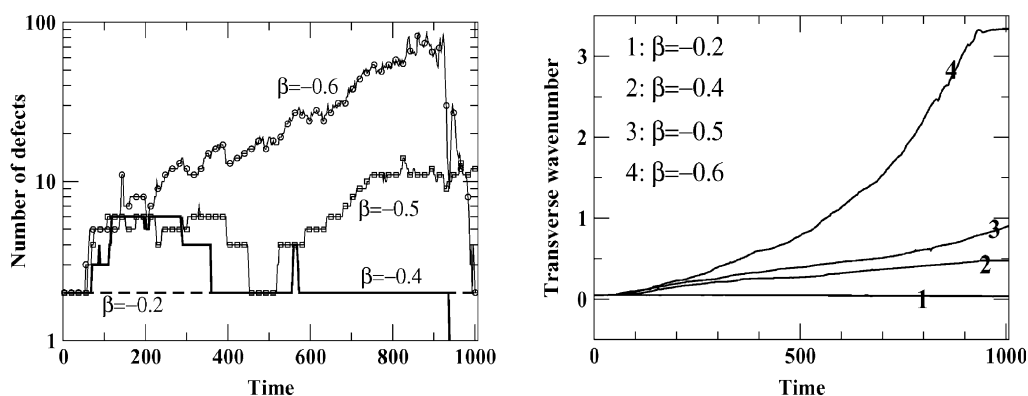 100
10
1
Number of defects
β=−0.6
β=−0.5
β=−0.4
β=−0.2
0
200
400
600
800
1000
Time
3
2
1
0
Transverse wavenumber
1: β=−0.2
2: β=−0.4
3: β=−0.5
4: β=−0.6
4
3
2
1
0
500
1000
Time